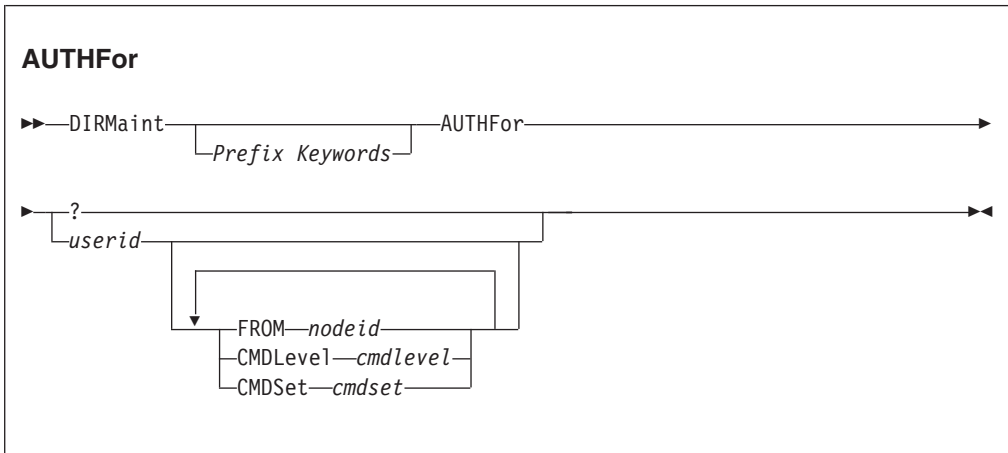 AUTHFor
DIRMaint AUTHFor
Prefix Keywords
?
userid
FROM nodeid
CMDLevel cmdlevel
CMDSet cmdset